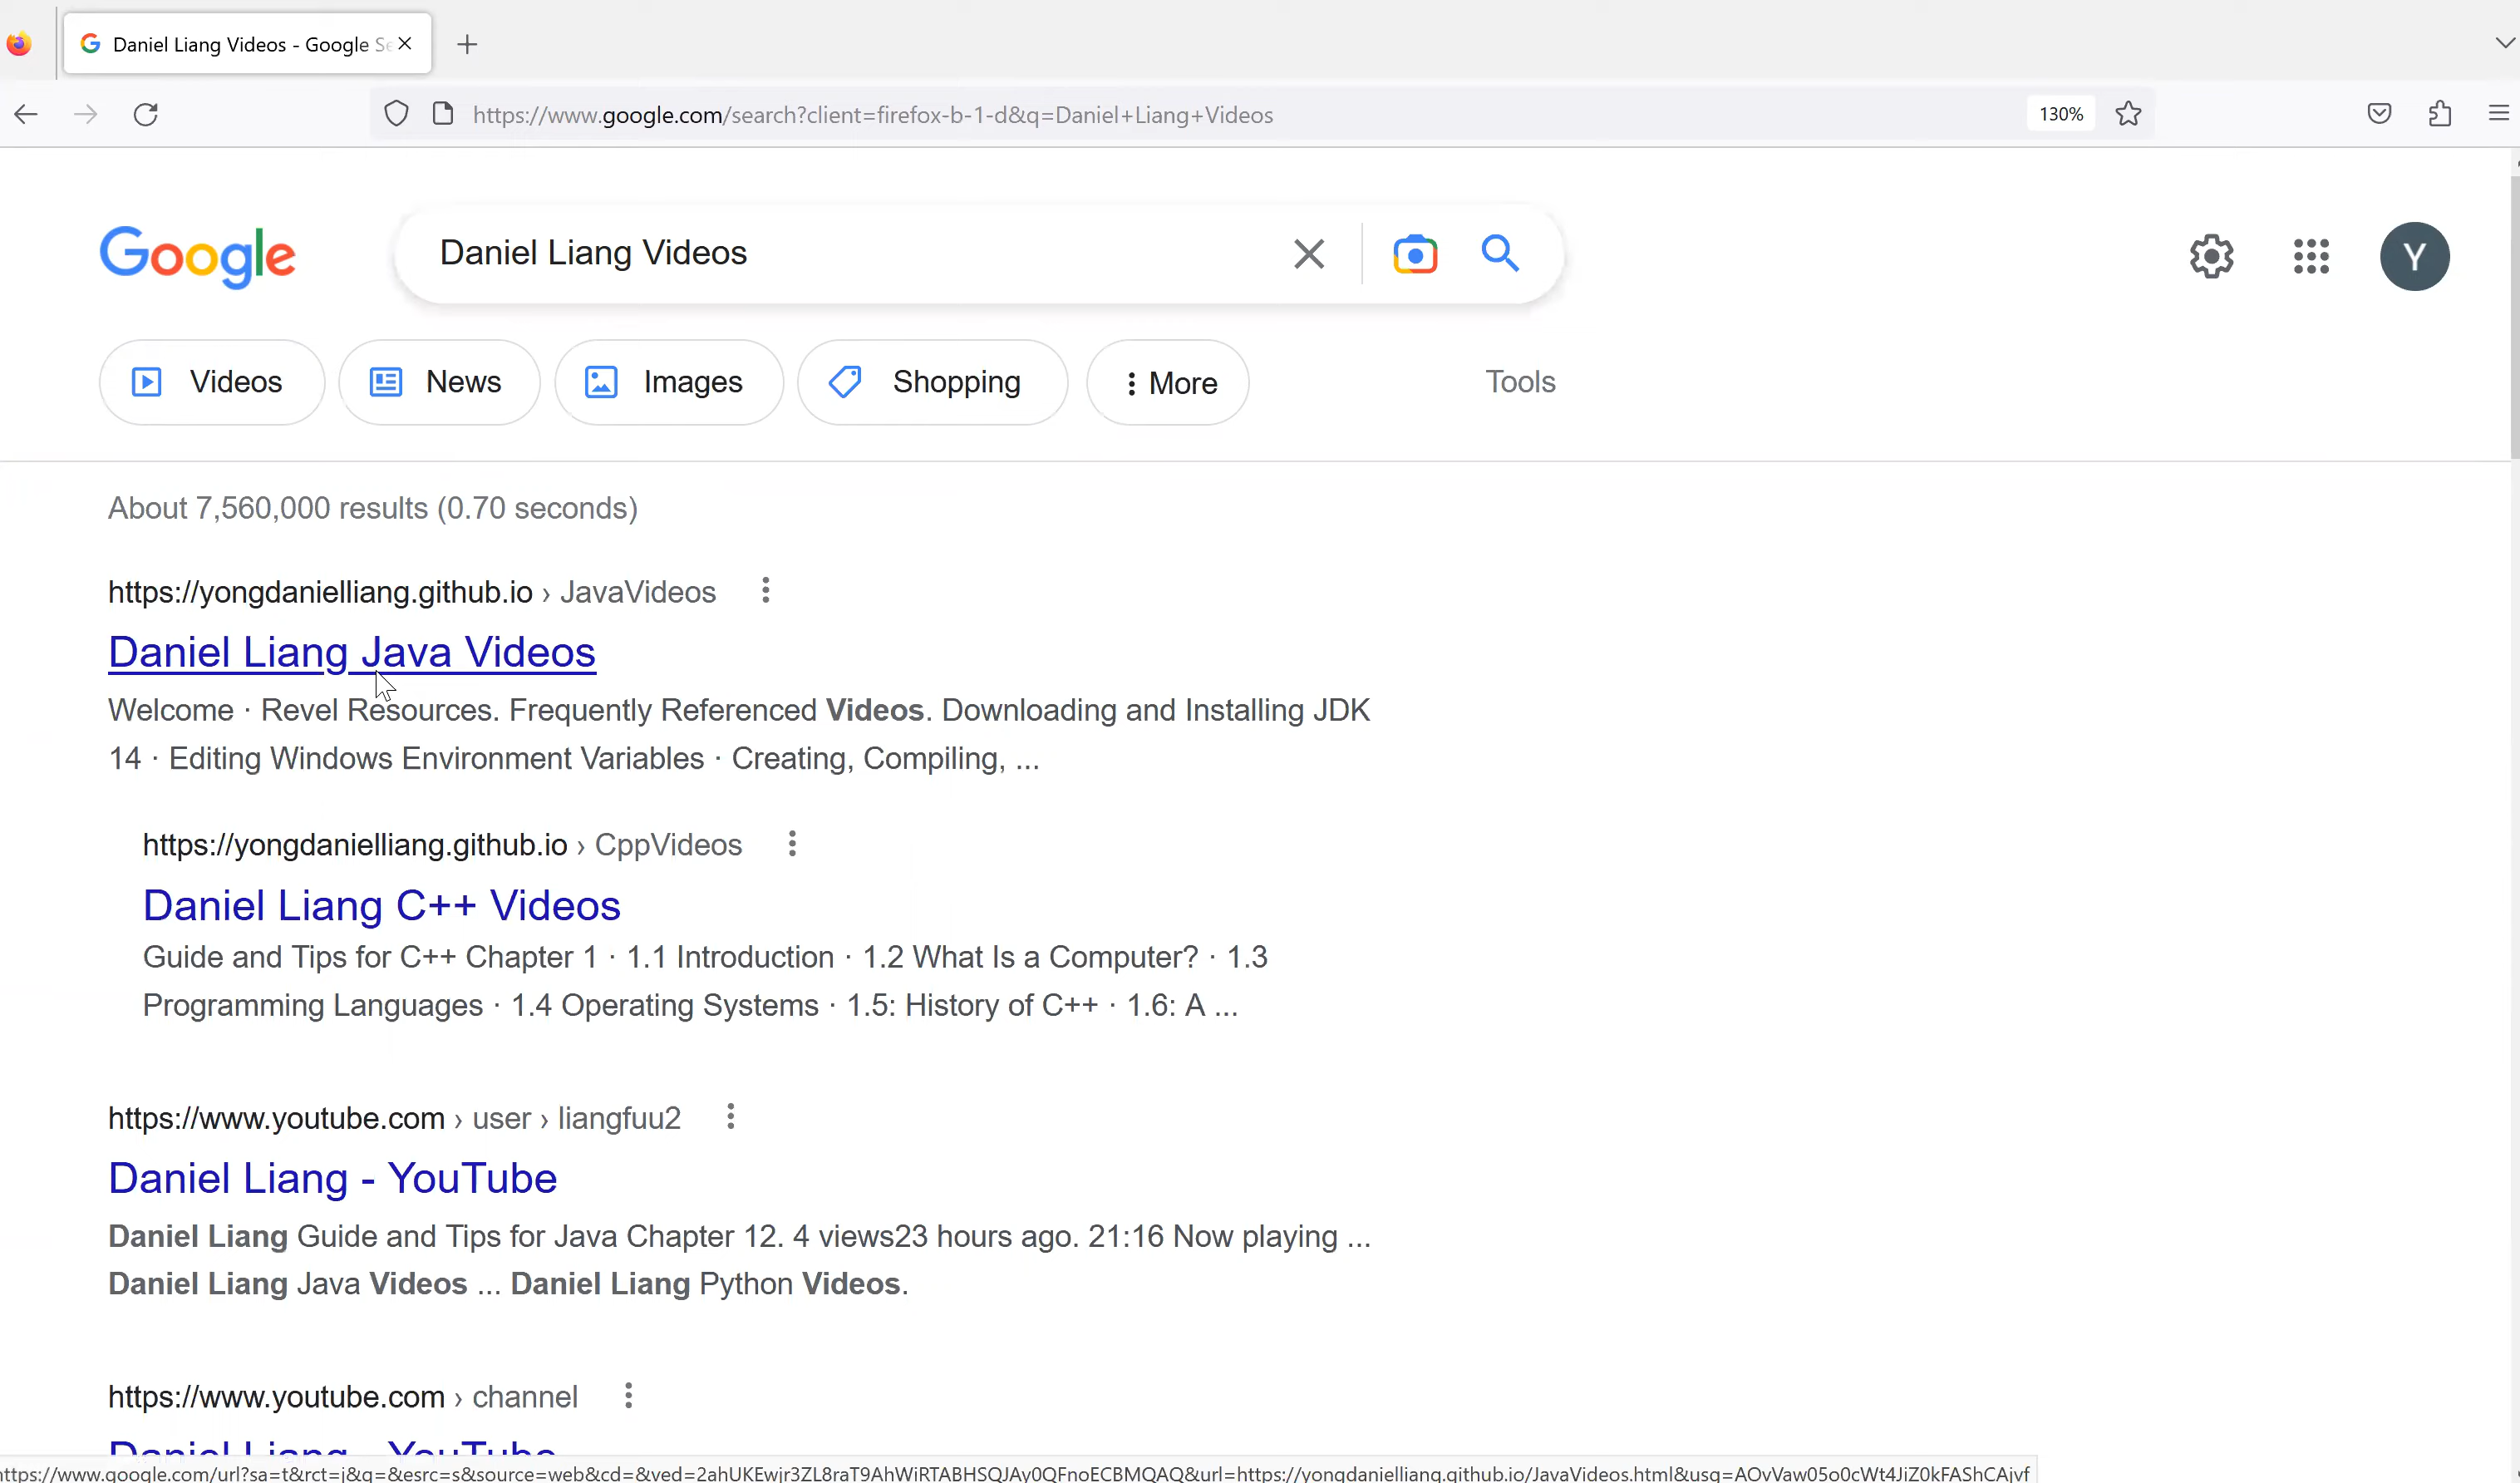 Daniel Liang Videos - Google Se
https://www.google.com/search?client=firefox-b-1-d&q=Daniel+Liang+Videos
130%
Google
Daniel Liang Videos
Y
Videos
News
Images
Shopping
More
Tools
About 7,560,000 results (0.70 seconds)
https://yongdanielliang.github.io › JavaVideos
Daniel Liang Java Videos
Welcome · Revel Resources. Frequently Referenced Videos. Downloading and Installing JDK
14 · Editing Windows Environment Variables · Creating, Compiling, ...
https://yongdanielliang.github.io › CppVideos
Daniel Liang C++ Videos
Guide and Tips for C++ Chapter 1 · 1.1 Introduction · 1.2 What Is a Computer? · 1.3
Programming Languages · 1.4 Operating Systems · 1.5: History of C++ · 1.6: A ...
https://www.youtube.com › user › liangfuu2
Daniel Liang - YouTube
Daniel Liang Guide and Tips for Java Chapter 12. 4 views23 hours ago. 21:16 Now playing ...
Daniel Liang Java Videos ... Daniel Liang Python Videos.
https://www.youtube.com › channel
Daniel Liang - YouTube
https://www.google.com/url?sa=t&rct=j&q=&esrc=s&source=web&cd=&ved=2ahUKEwjr3ZL8raT9AhWiRTABHSQJAy0QFnoECBMQAQ&url=https://yongdanielliang.github.io/JavaVideos.html&usg=AOvVaw05o0cWt4JiZ0kFAShCAjvf